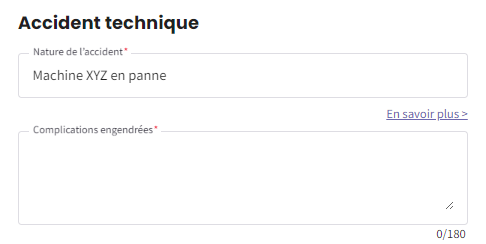 Accident technique
Nature de l'accident*
Machine XYZ en panne
En savoir plus >
Complications engendrées*
0/180